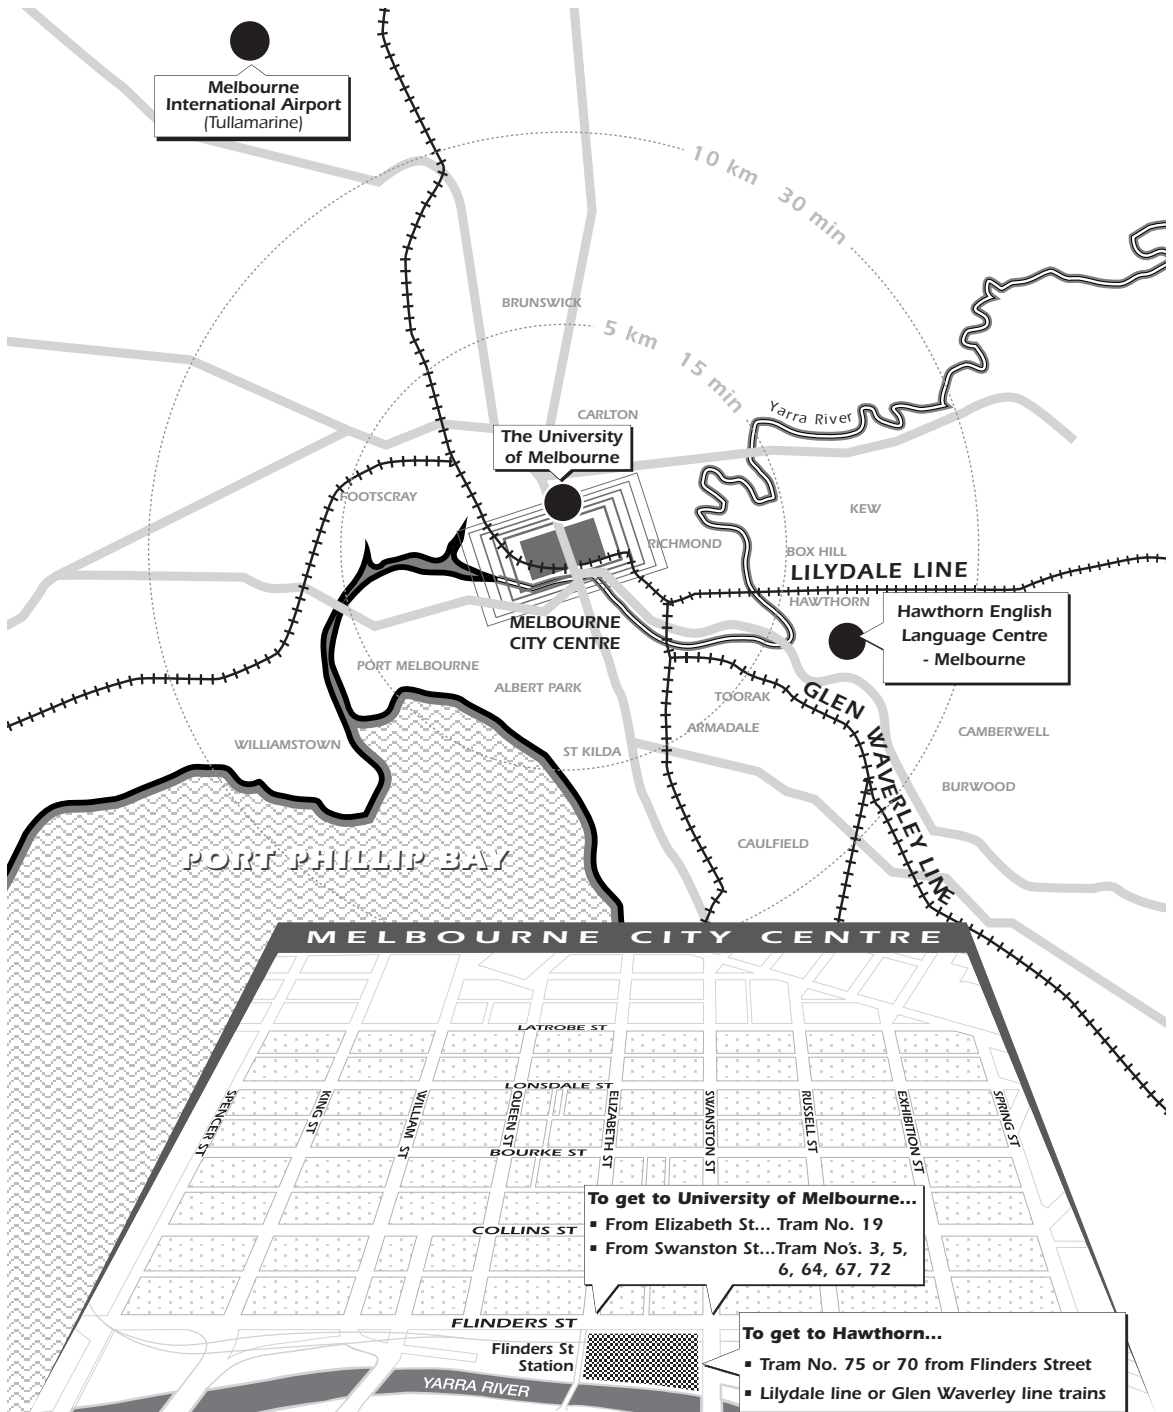 Melbourne
International Airport
(Tullamarine)
10 km 30 min
BRUNSWICK
5 km 15 min
Yarra River
CARLTON
The University
of Melbourne
FOOTSCRAY
KEW
RICHMOND
BOX HILL
LILYDALE LINE
HAWTHORN
Hawthorn English
Language Centre
- Melbourne
MELBOURNE
CITY CENTRE
PORT MELBOURNE
ALBERT PARK
TOORAK
GLEN WAVERLEY LINE
ARMADALE
CAMBERWELL
WILLIAMSTOWN
ST KILDA
BURWOOD
CAULFIELD
PORT PHILLIP BAY
MELBOURNE CITY CENTRE
LATROBE ST
LONSDALE ST
SPENCER ST
KING ST
WILLIAM ST
QUEEN ST
ELIZABETH ST
SWANSTON ST
RUSSELL ST
EXHIBITION ST
SPRING ST
BOURKE ST
To get to University of Melbourne...
▪ From Elizabeth St... Tram No. 19
▪ From Swanston St...Tram No's. 3, 5,
6, 64, 67, 72
COLLINS ST
FLINDERS ST
Flinders St
Station
To get to Hawthorn...
▪ Tram No. 75 or 70 from Flinders Street
▪ Lilydale line or Glen Waverley line trains
YARRA RIVER